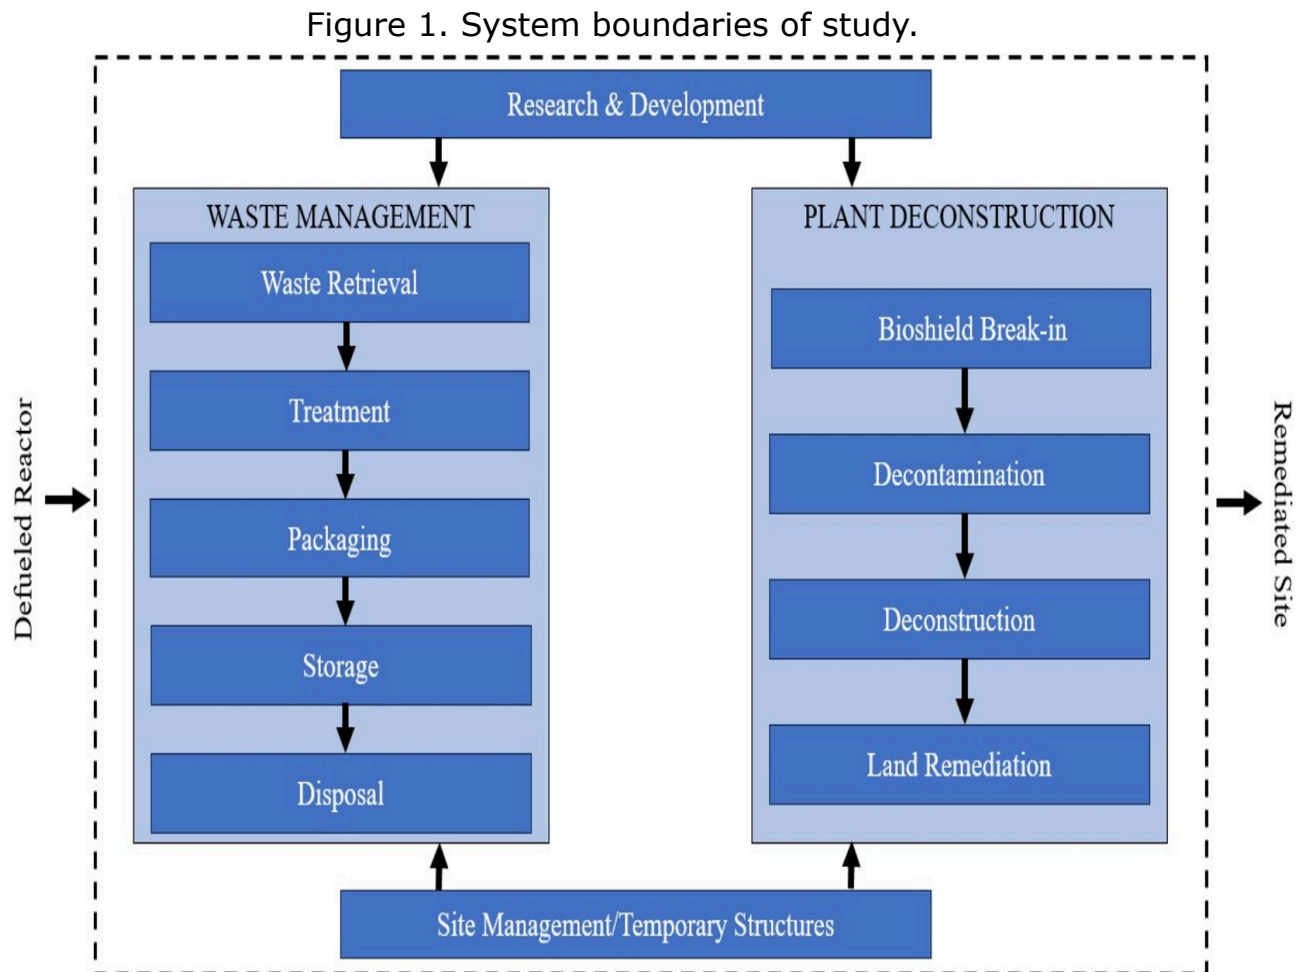 Figure 1. System boundaries of study.
Research & Development
WASTE MANAGEMENT
Waste Retrieval
Treatment
Packaging
Storage
Disposal
PLANT DECONSTRUCTION
Bioshield Break-in
Decontamination
Deconstruction
Land Remediation
Site Management/Temporary Structures
Defueled Reactor
Remediated Site